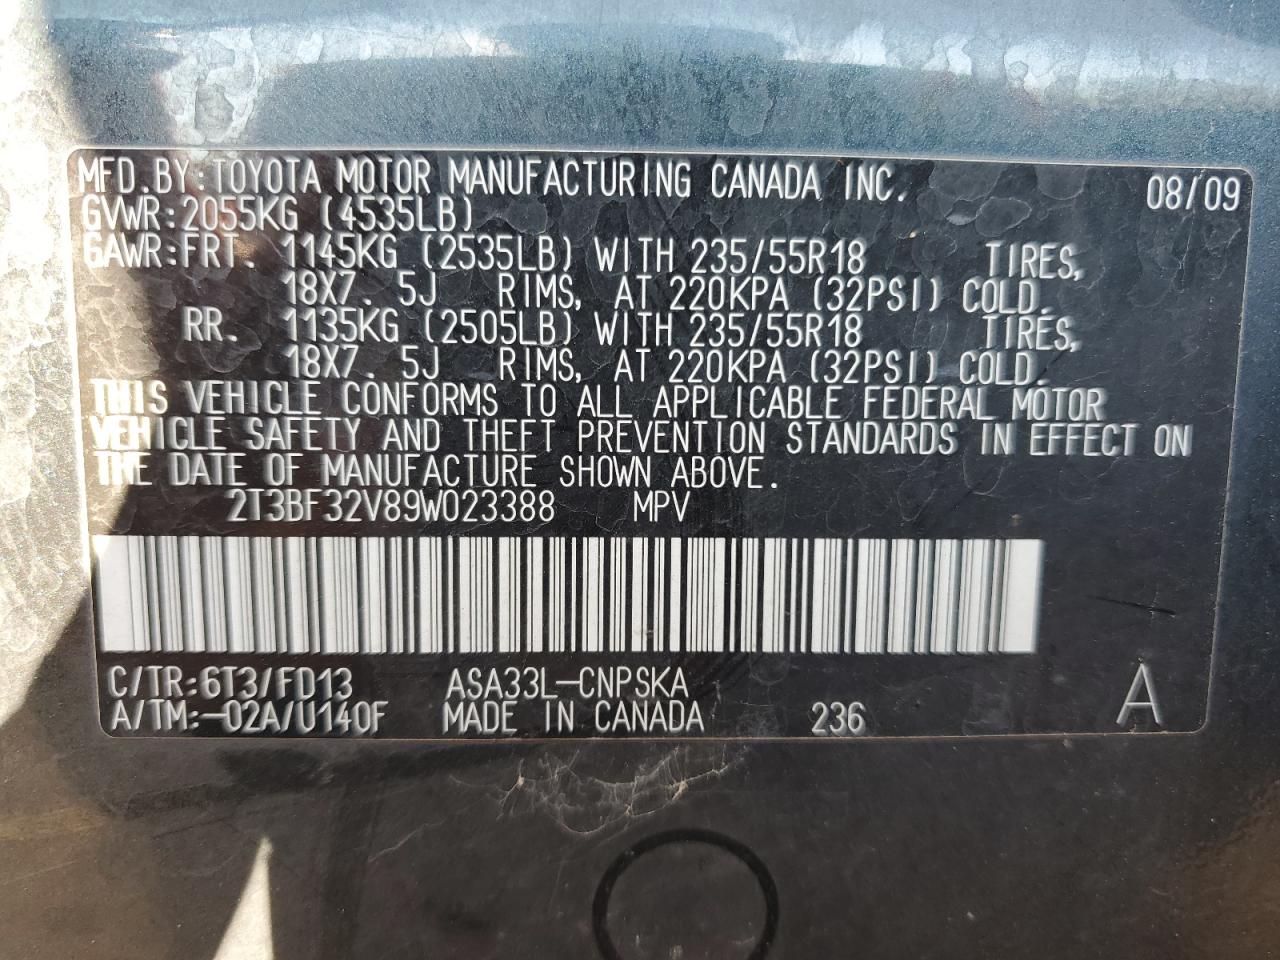 MFD.BY:TOYOTA MOTOR MANUFACTURING CANADA INC. 08/09
GVWR:2055KG (4535LB)
GAWR:FRT. 1145KG (2535LB) WITH 235/55R18 TIRES,
18X7. 5J RIMS, AT 220KPA (32PSI) COLD.
RR. 1135KG (2505LB) WITH 235/55R18 TIRES,
18X7. 5J RIMS, AT 220KPA (32PSI) COLD.
THIS VEHICLE CONFORMS TO ALL APPLICABLE FEDERAL MOTOR
VEHICLE SAFETY AND THEFT PREVENTION STANDARDS IN EFFECT ON
THE DATE OF MANUFACTURE SHOWN ABOVE.
2T3BF32V89W023388 MPV
C/TR:6T3/FD13 ASA33L-CNPSKA A
A/TM:-02A/U140F MADE IN CANADA 236